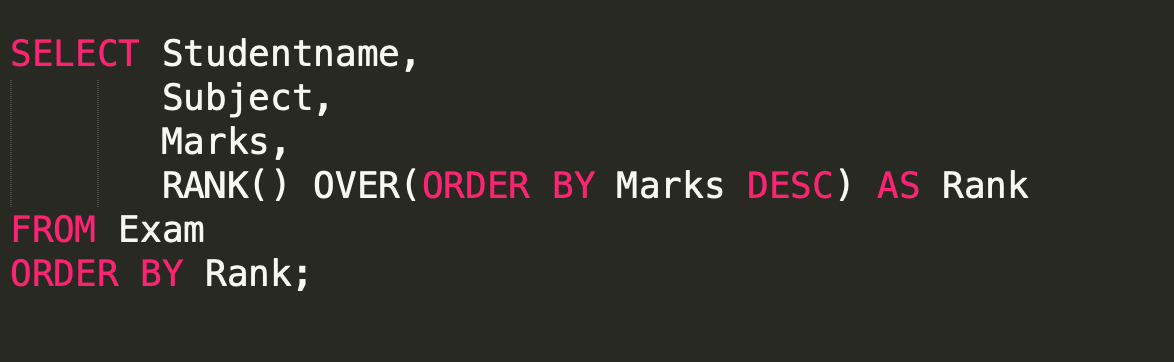 SELECT Studentname,
       Subject,
       Marks,
       RANK() OVER(ORDER BY Marks DESC) AS Rank
FROM Exam
ORDER BY Rank;